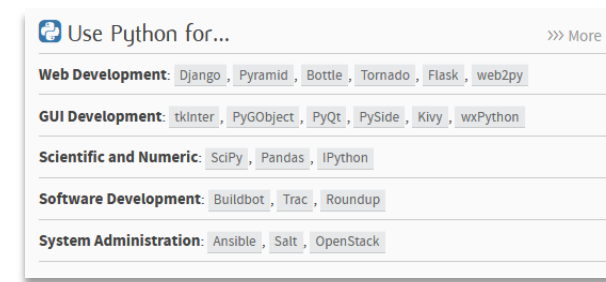 Use Python for...
>>> More
Web Development: Django , Pyramid , Bottle , Tornado , Flask , web2py
GUI Development: tkInter , PyGObject , PyQt , PySide , Kivy , wxPython
Scientific and Numeric: SciPy , Pandas , IPython
Software Development: Buildbot , Trac , Roundup
System Administration: Ansible , Salt , OpenStack